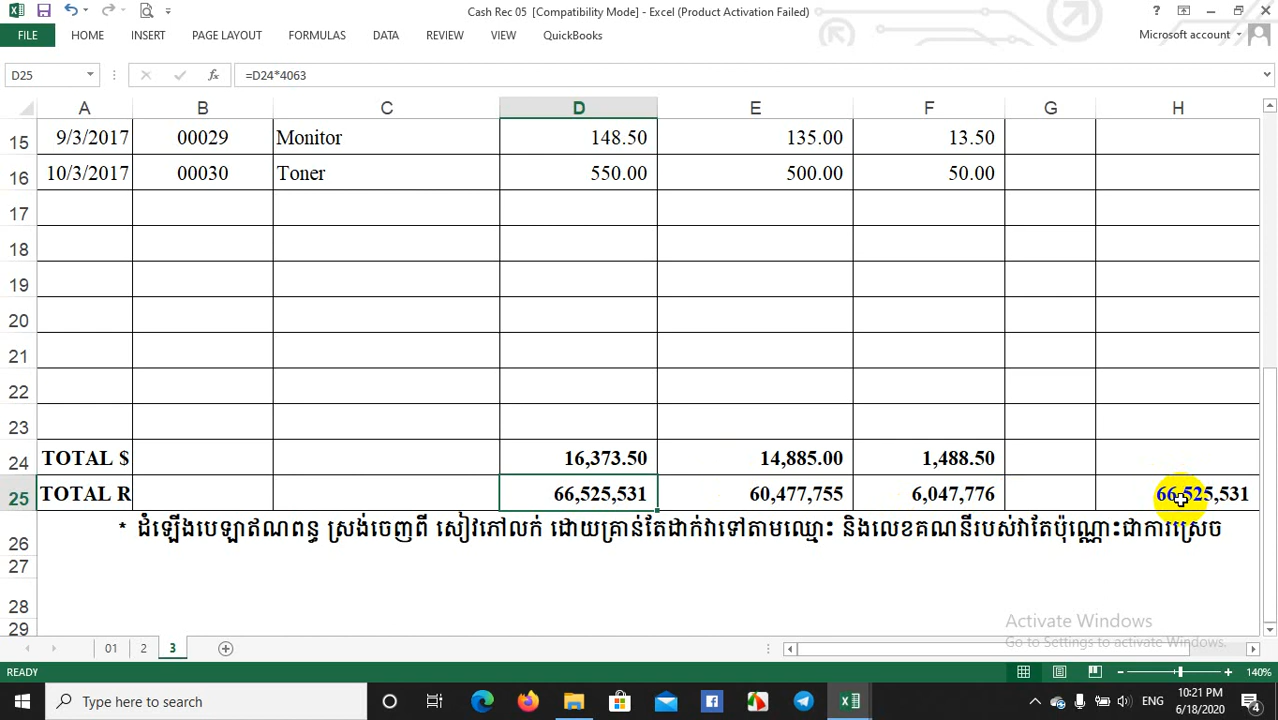 Cash Rec 05 [Compatibility Mode] - Excel (Product Activation Failed)
FILE HOME INSERT PAGE LAYOUT FORMULAS DATA REVIEW VIEW QuickBooks Microsoft account
D25 =D24*4063
A B C D E F G H
15 9/3/2017 00029 Monitor 148.50 135.00 13.50
16 10/3/2017 00030 Toner 550.00 500.00 50.00
17
18
19
20
21
22
23
24 TOTAL $ 16,373.50 14,885.00 1,488.50
25 TOTAL R 66,525,531 60,477,755 6,047,776 66,525,531
26 * ដំឡើងបេឡាឥណពន្ធ ស្រង់ចេញពី សៀវភៅលក់ ដោយគ្រាន់តែដាក់វាទៅតាមឈ្មោះ និងលេខគណនីរបស់វាតែប៉ុណ្ណោះជាការស្រេច
27
28
29
Activate Windows
Go to Settings to activate Windows.
01 2 3
READY 140%
Type here to search ENG 10:21 PM
6/18/2020 4